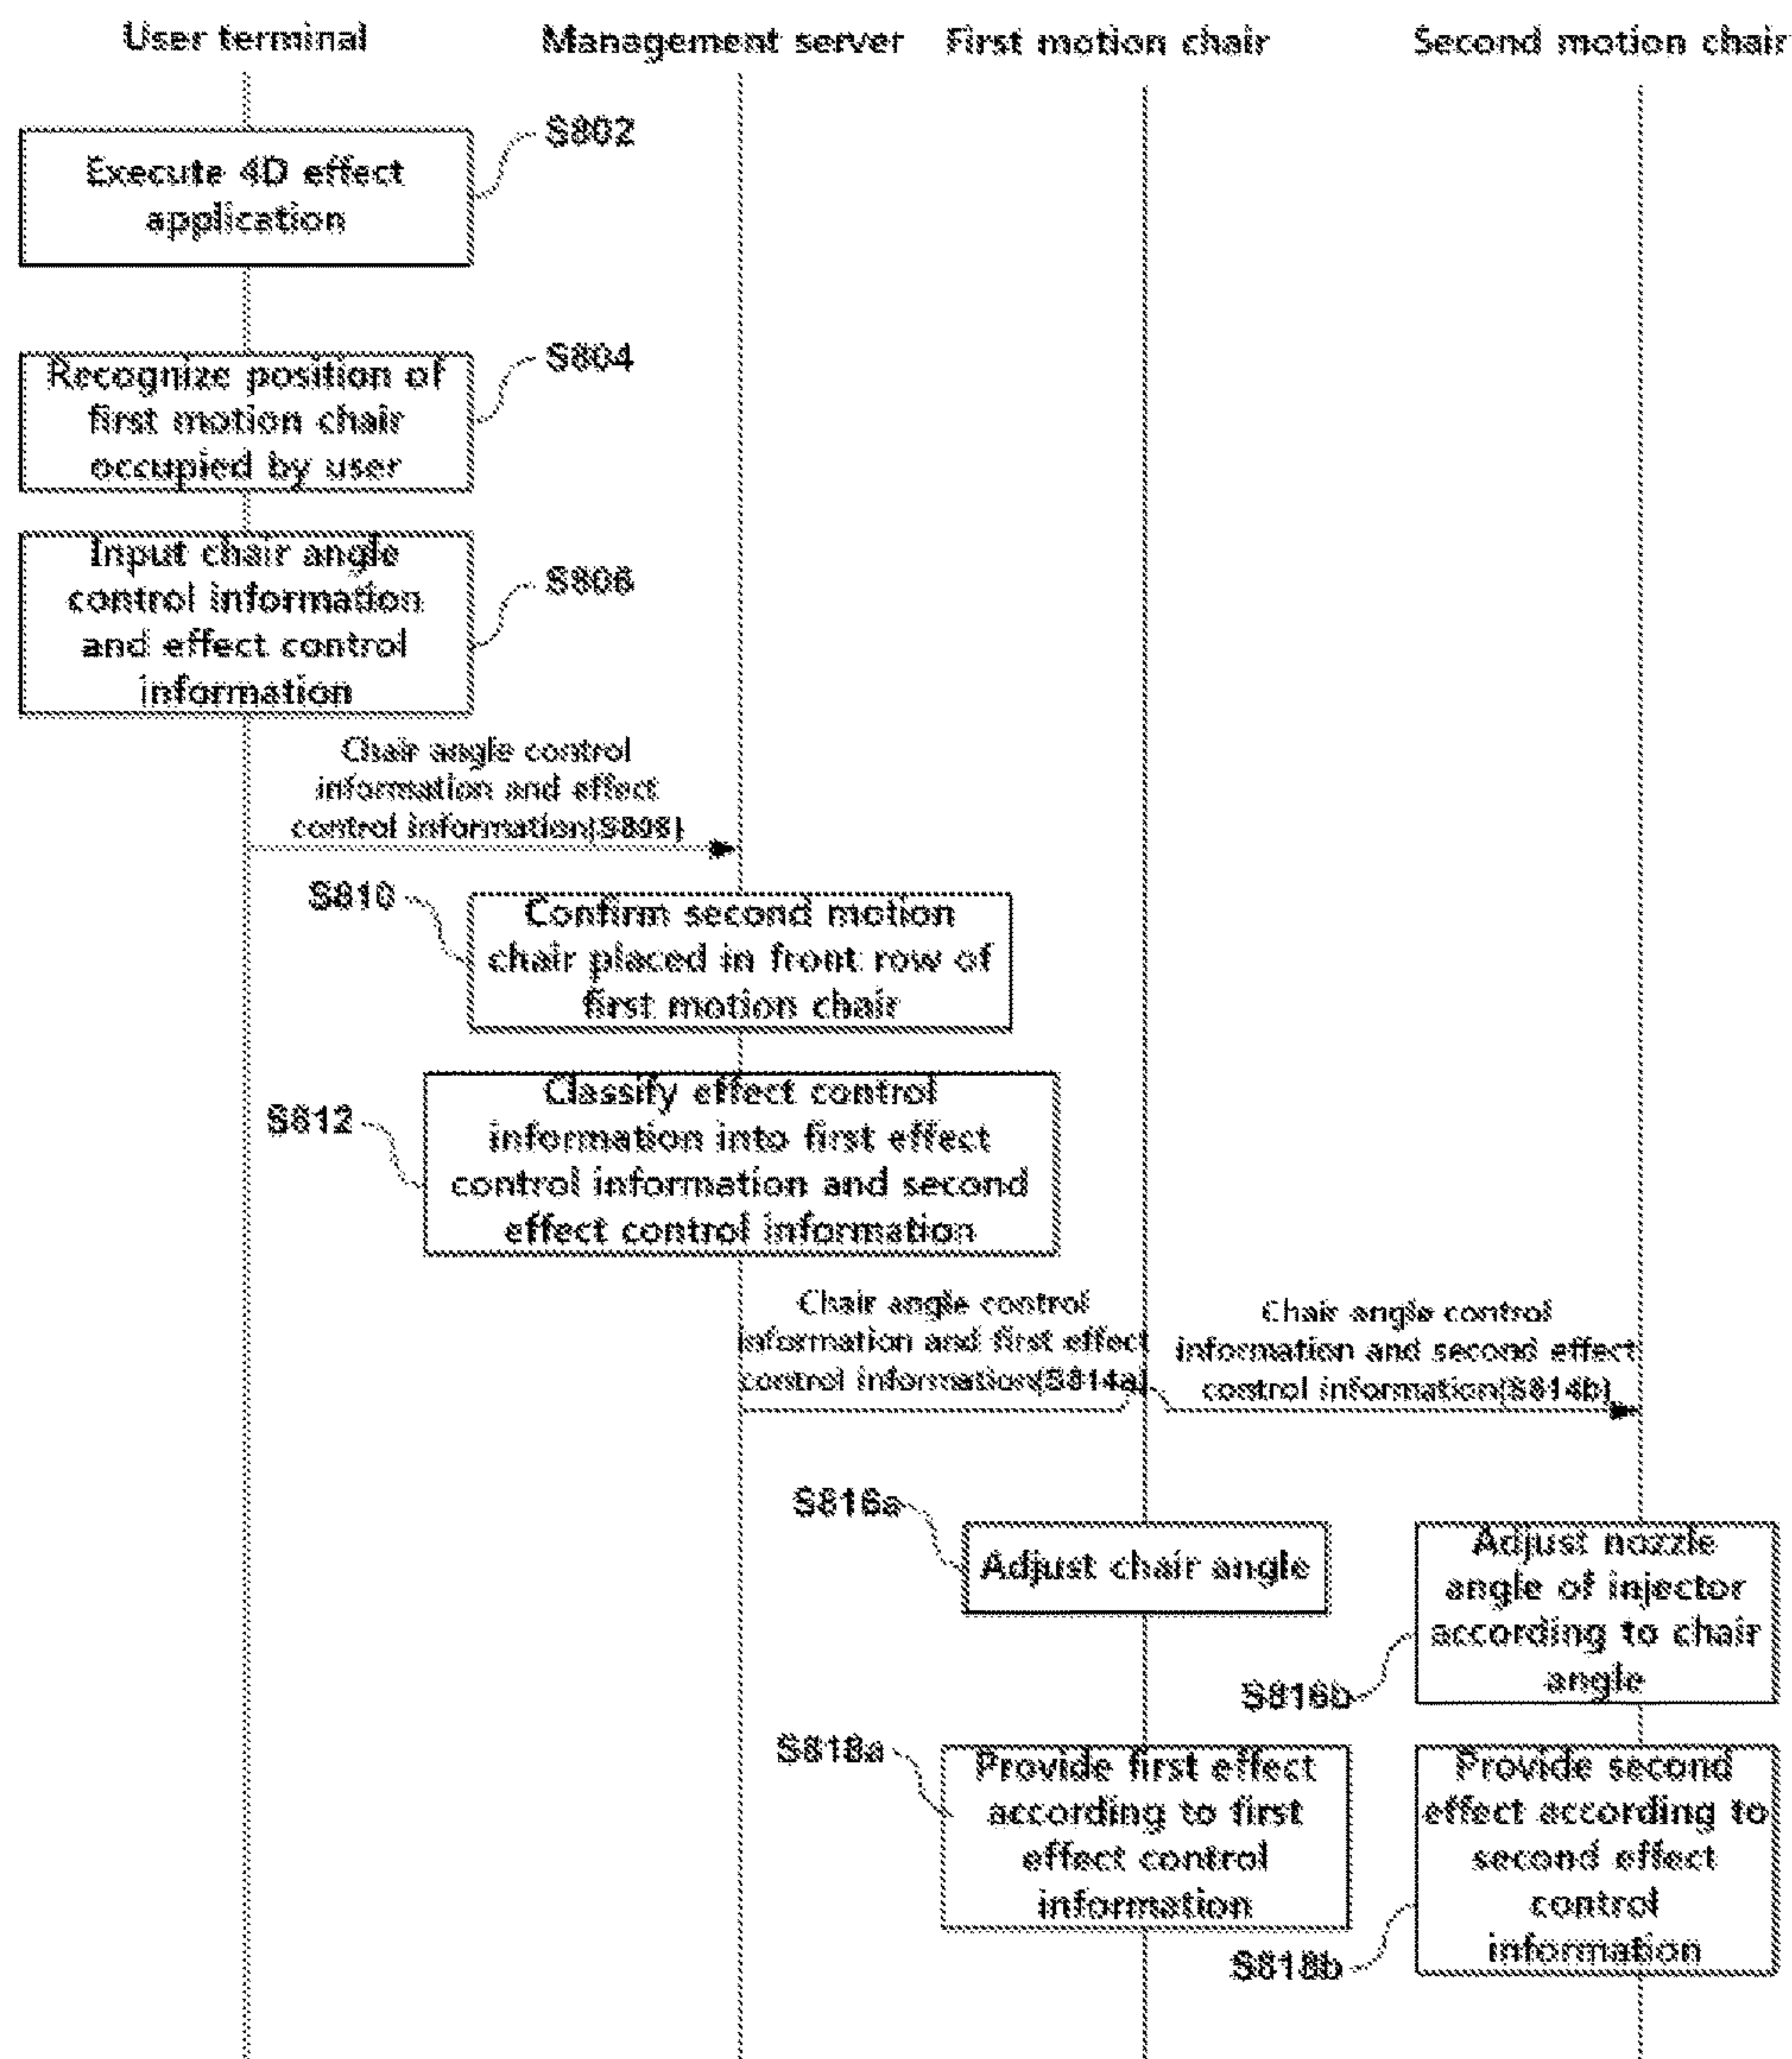 User terminal
Management server
First motion chair
Second motion chair
S802
Execute 4D effect
application
S804
Recognize position of
first motion chair
occupied by user
S806
Input chair angle
control information
and effect control
information
Chair angle control
information and effect
control information(S808)
S810
Confirm second motion
chair placed in front row of
first motion chair
S812
Classify effect control
information into first effect
control information and second
effect control information
Chair angle control
information and first effect
control information(S814a)
Chair angle control
information and second effect
control information(S814b)
S816a
Adjust chair angle
Adjust nozzle
angle of injector
according to chair
angle
S816b
S818a
Provide first effect
according to first
effect control
information
Provide second
effect according to
second effect
control
information
S818b